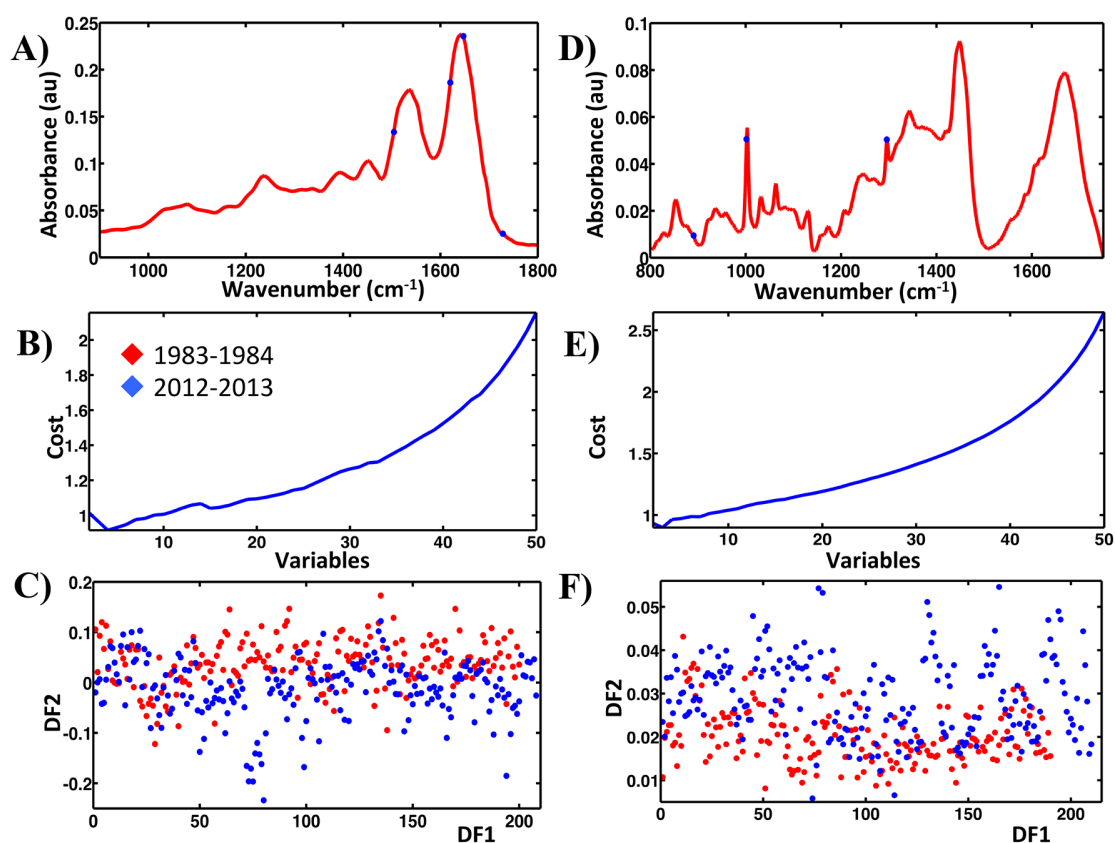 A)
Absorbance (au)
0.25
0.2
0.15
0.1
0.05
0
1000 1200 1400 1600 1800
Wavenumber (cm⁻¹)
D)
Absorbance (au)
0.1
0.08
0.06
0.04
0.02
0
800 1000 1200 1400 1600
Wavenumber (cm⁻¹)
B)
Cost
2
1.8
1.6
1.4
1.2
1
1983-1984
2012-2013
10 20 30 40 50
Variables
E)
Cost
2.5
2
1.5
1
10 20 30 40 50
Variables
C)
DF2
0.2
0.1
0
-0.1
-0.2
0 50 100 150 200
DF1
F)
DF2
0.05
0.04
0.03
0.02
0.01
0 50 100 150 200
DF1